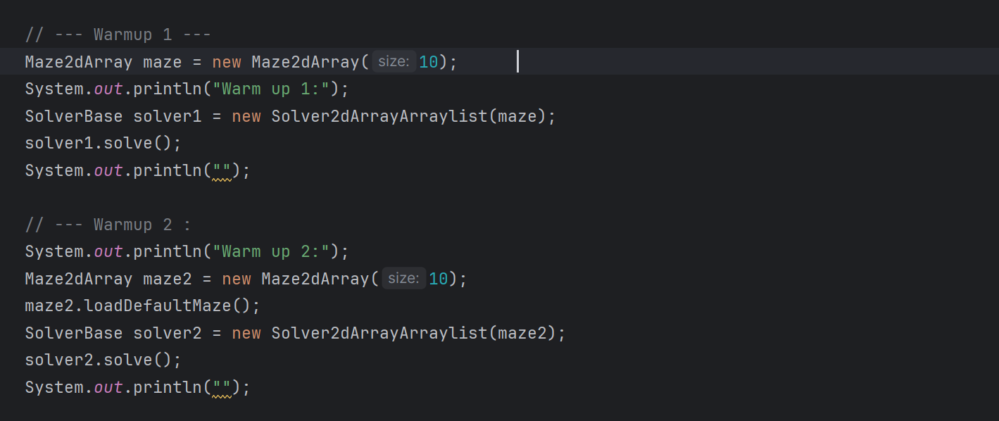 // --- Warmup 1 ---
Maze2dArray maze = new Maze2dArray( size: 10);
System.out.println("Warm up 1:");
SolverBase solver1 = new Solver2dArrayArraylist(maze);
solver1.solve();
System.out.println("");
// --- Warmup 2 :
System.out.println("Warm up 2:");
Maze2dArray maze2 = new Maze2dArray( size: 10);
maze2.loadDefaultMaze();
SolverBase solver2 = new Solver2dArrayArraylist(maze2);
solver2.solve();
System.out.println("");